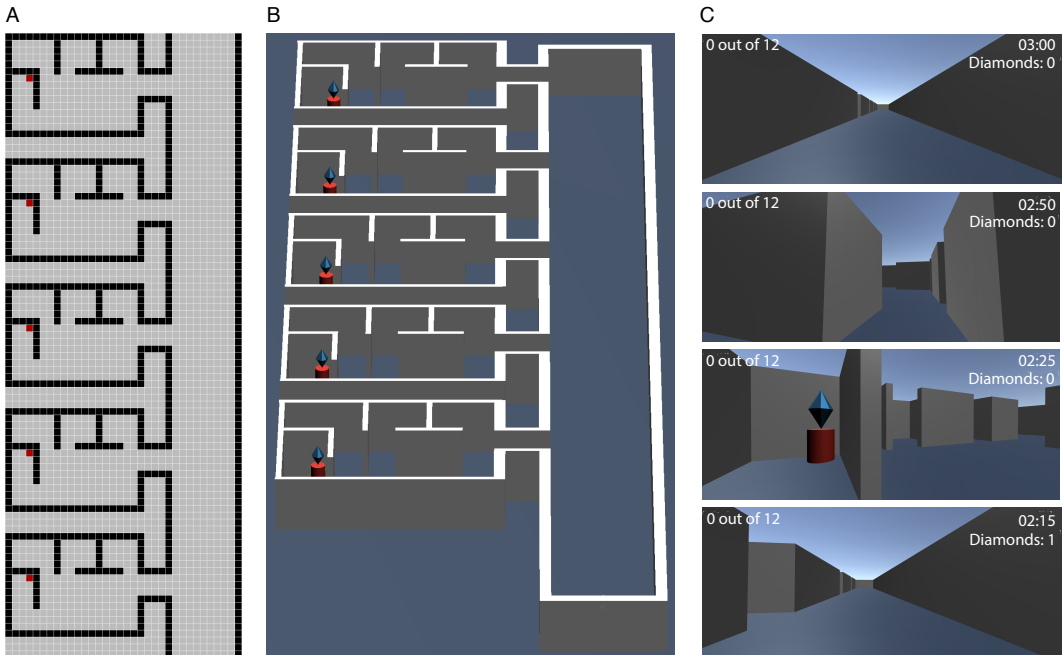 A
B
C
0 out of 12
03:00
Diamonds: 0
0 out of 12
02:50
Diamonds: 0
0 out of 12
02:25
Diamonds: 0
0 out of 12
02:15
Diamonds: 1